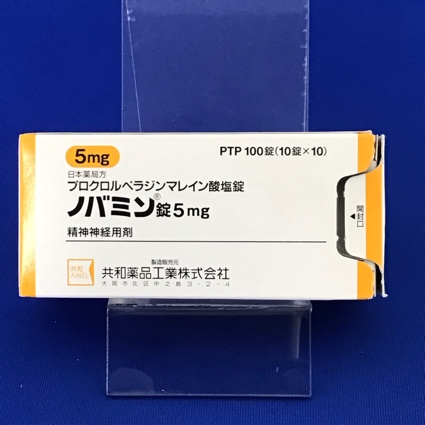 5mg
PTP 100錠(10錠×10)
日本薬局方
プロクロルペラジンマレイン酸塩錠
ノバミン®錠5mg
精神神経用剤
開封口
製造販売元
共和 AMEL
共和薬品工業株式会社
大阪市北区中之島3-2-4